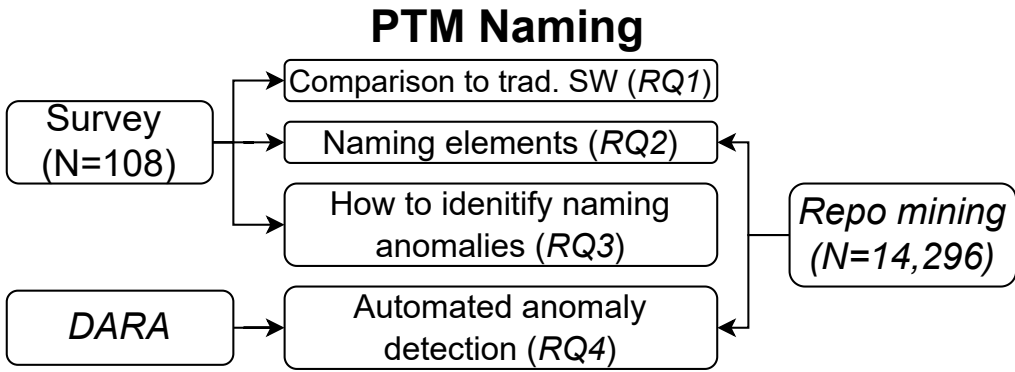 PTM Naming
Comparison to trad. SW (RQ1)
Survey
(N=108)
Naming elements (RQ2)
How to idenitify naming
anomalies (RQ3)
Repo mining
(N=14,296)
DARA
Automated anomaly
detection (RQ4)